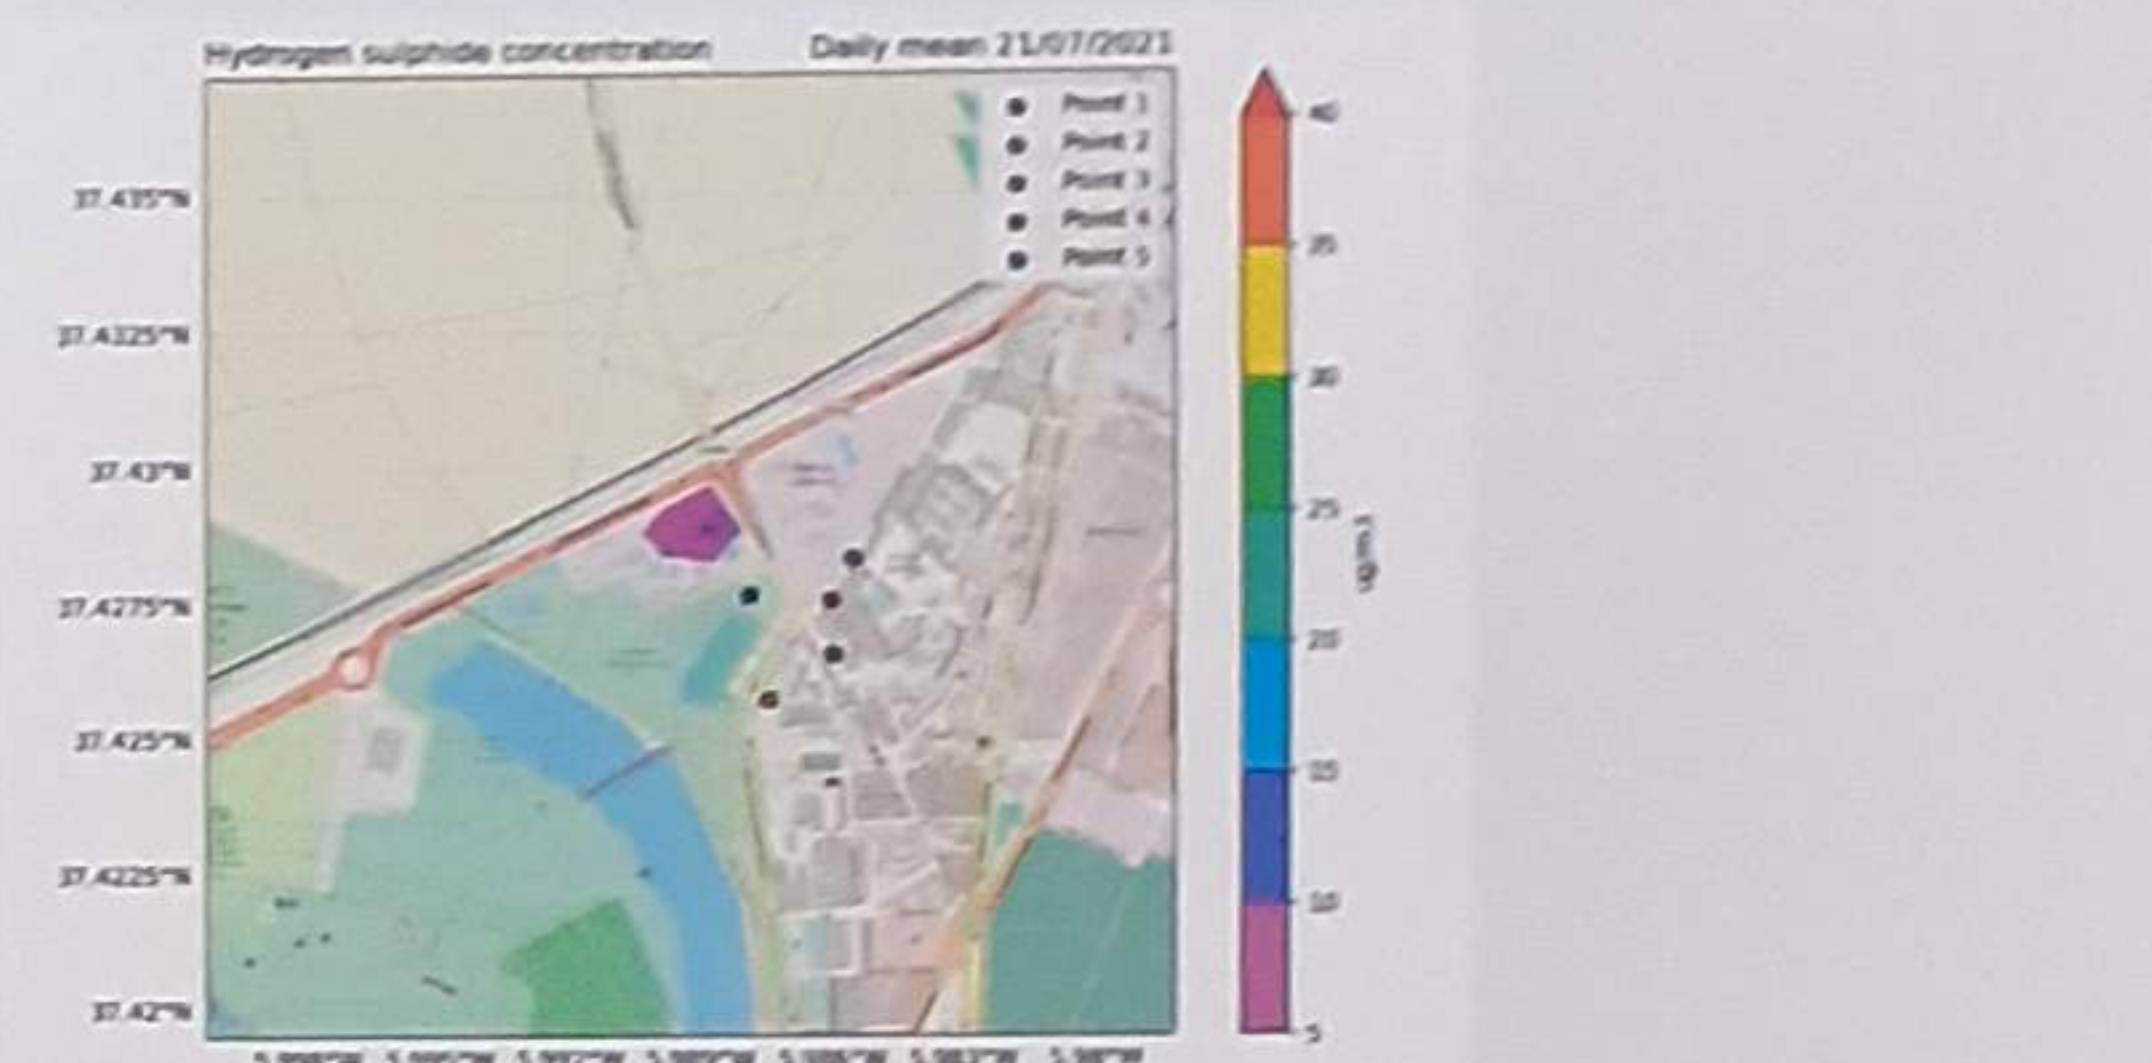 Hydrogen sulphide concentration
Daily mean 21/07/2021
Point 1
Point 2
Point 3
Point 4
Point 5
37.435°N
37.4325°N
37.43°N
37.4275°N
37.425°N
37.4225°N
37.42°N
40
35
30
25
20
15
10
5
ug/m3